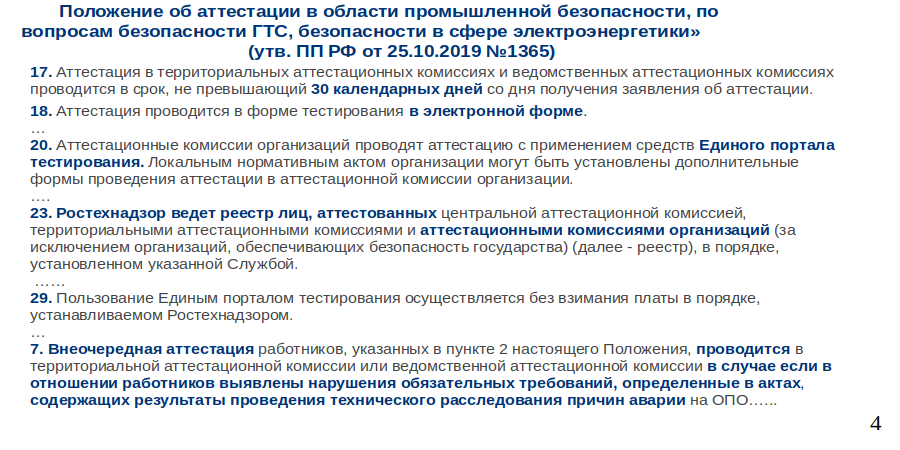 Положение об аттестации в области промышленной безопасности, по
вопросам безопасности ГТС, безопасности в сфере электроэнергетики»
(утв. ПП РФ от 25.10.2019 №1365)
17. Аттестация в территориальных аттестационных комиссиях и ведомственных аттестационных комиссиях
проводится в срок, не превышающий 30 календарных дней со дня получения заявления об аттестации.
18. Аттестация проводится в форме тестирования в электронной форме.
…
20. Аттестационные комиссии организаций проводят аттестацию с применением средств Единого портала
тестирования. Локальным нормативным актом организации могут быть установлены дополнительные
формы проведения аттестации в аттестационной комиссии организации.
….
23. Ростехнадзор ведет реестр лиц, аттестованных центральной аттестационной комиссией,
территориальными аттестационными комиссиями и аттестационными комиссиями организаций (за
исключением организаций, обеспечивающих безопасность государства) (далее - реестр), в порядке,
установленном указанной Службой.
……
29. Пользование Единым порталом тестирования осуществляется без взимания платы в порядке,
устанавливаемом Ростехнадзором.
…
7. Внеочередная аттестация работников, указанных в пункте 2 настоящего Положения, проводится в
территориальной аттестационной комиссии или ведомственной аттестационной комиссии в случае если в
отношении работников выявлены нарушения обязательных требований, определенные в актах,
содержащих результаты проведения технического расследования причин аварии на ОПО…...
4